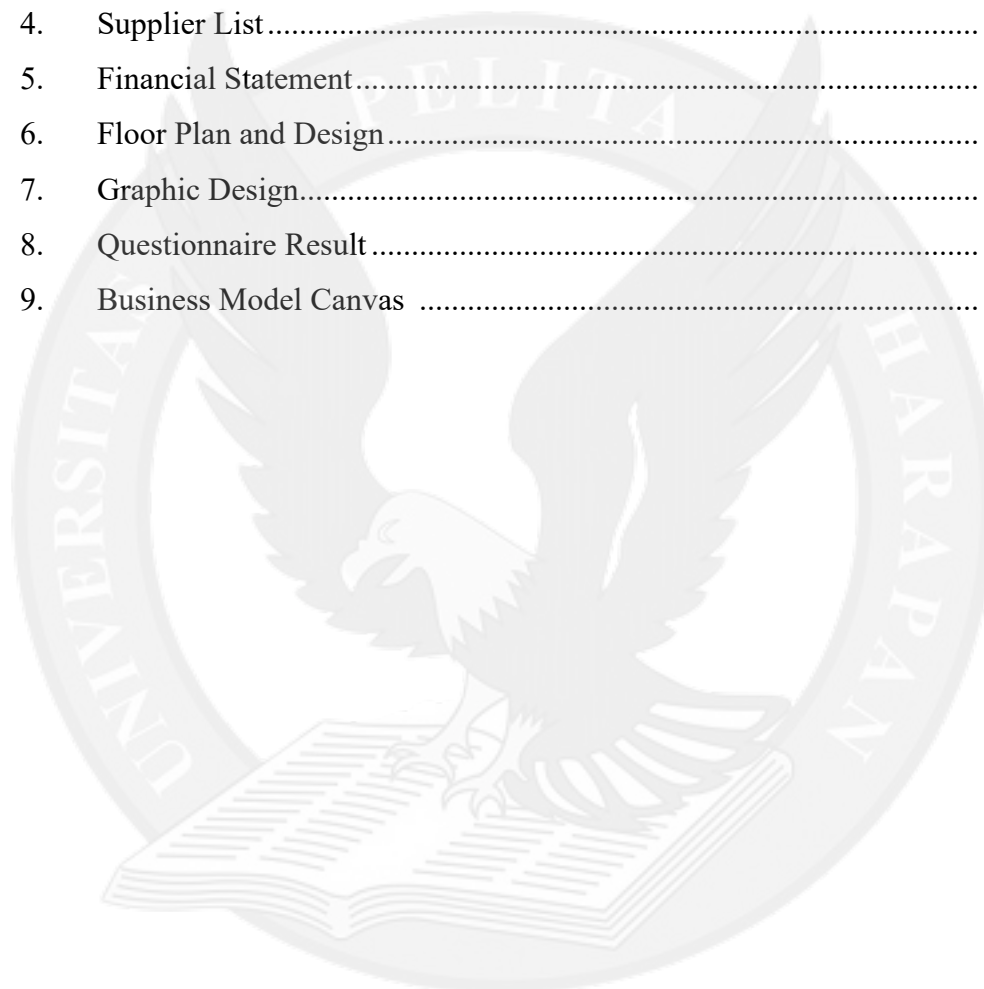 4. Supplier List................................................................................
5. Financial Statement......................................................................
6. Floor Plan and Design..................................................................
7. Graphic Design............................................................................
8. Questionnaire Result....................................................................
9. Business Model Canvas ..............................................................
UNIVERSITAS PELITA HARAPAN